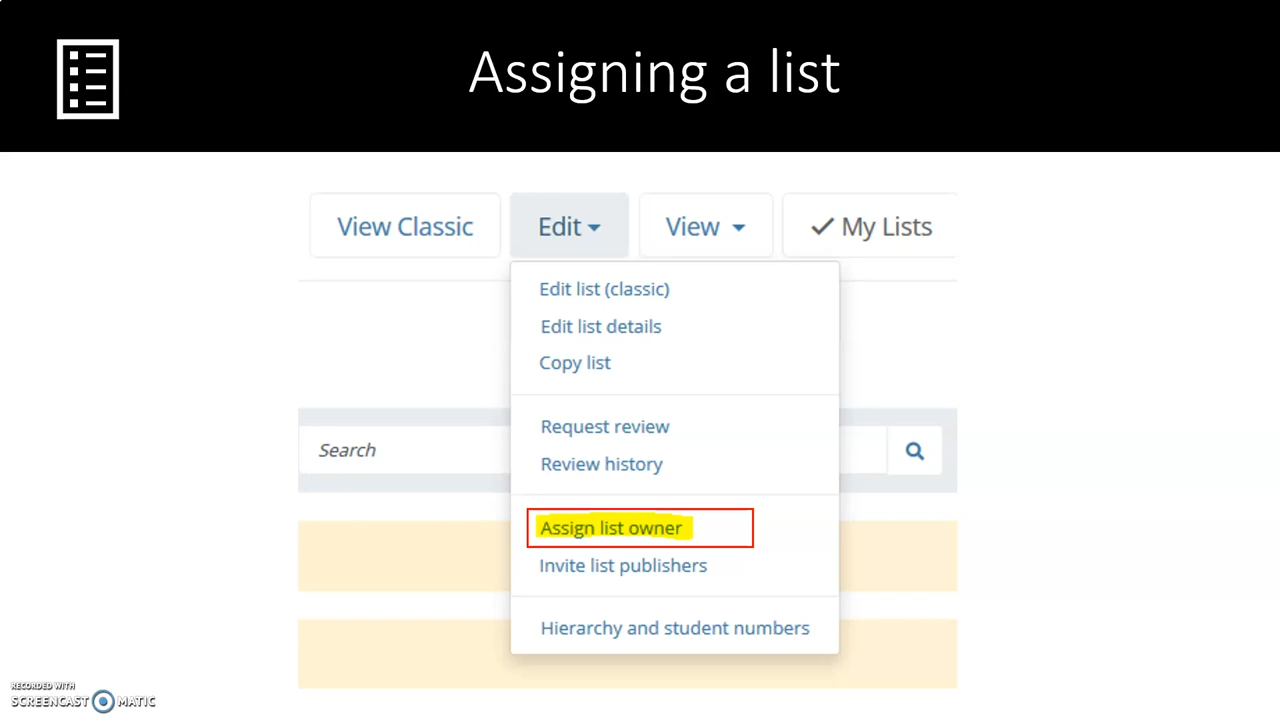 Assigning a list
View Classic
Edit
View
My Lists
Edit list (classic)
Edit list details
Copy list
Request review
Search
Review history
Assign list owner
Invite list publishers
Hierarchy and student numbers
RECORDED WITH
SCREENCAST MATIC